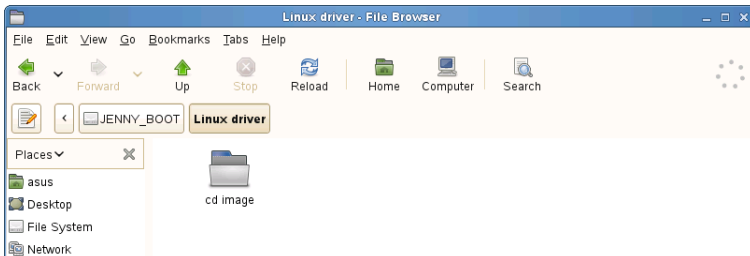 Linux driver - File Browser
File Edit View Go Bookmarks Tabs Help
Back Forward Up Stop Reload Home Computer Search
JENNY_BOOT Linux driver
Places
asus
Desktop
File System
Network
cd image